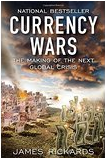 NATIONAL BESTSELLER
CURRENCY
WARS
THE MAKING OF THE NEXT
GLOBAL CRISIS
JAMES RICKARDS